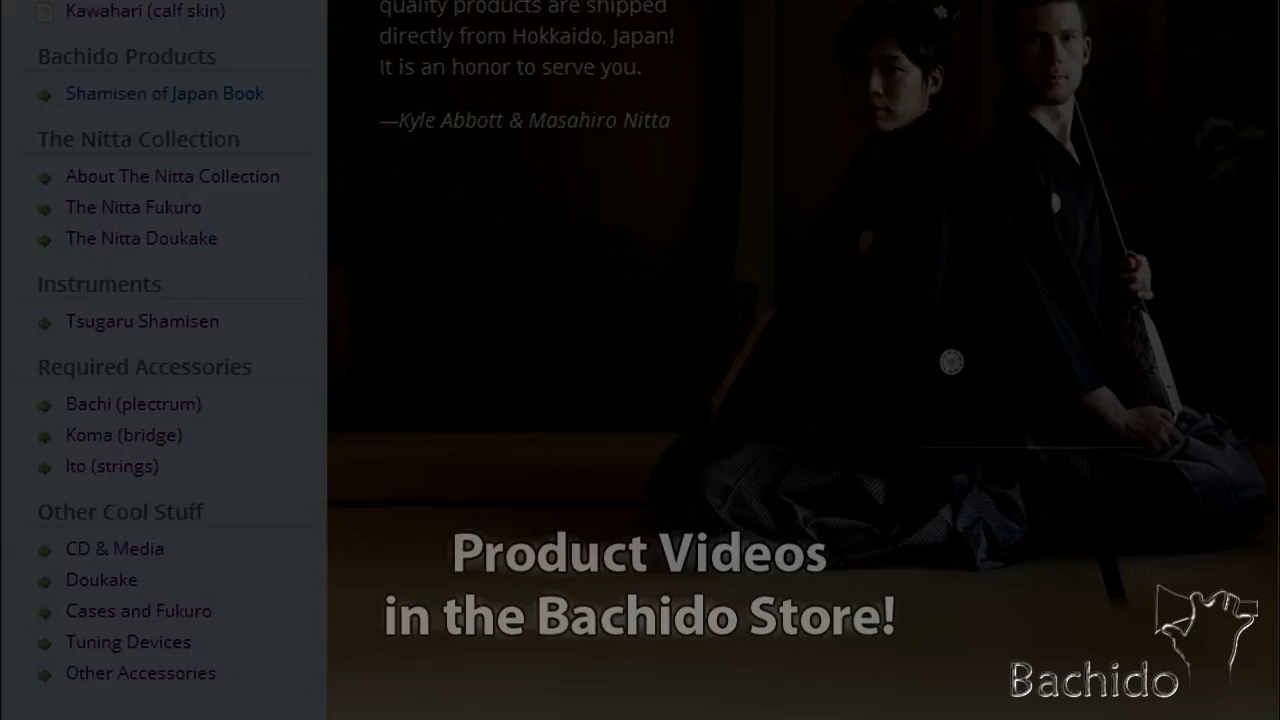 Kawahari (calf skin)
Bachido Products
Shamisen of Japan Book
The Nitta Collection
About The Nitta Collection
The Nitta Fukuro
The Nitta Doukake
Instruments
Tsugaru Shamisen
Required Accessories
Bachi (plectrum)
Koma (bridge)
Ito (strings)
Other Cool Stuff
CD & Media
Doukake
Cases and Fukuro
Tuning Devices
Other Accessories
quality products are shipped
directly from Hokkaido, Japan!
It is an honor to serve you.
—Kyle Abbott & Masahiro Nitta
Product Videos
in the Bachido Store!
Bachido